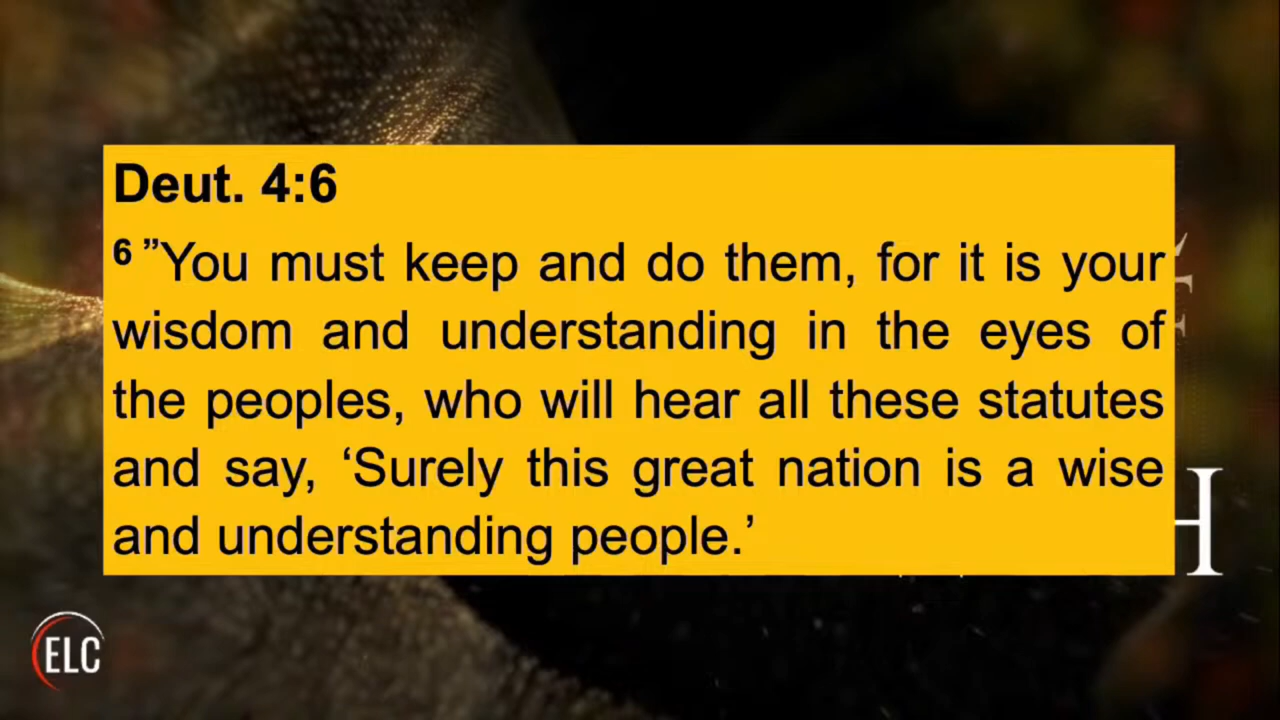 Deut. 4:6
6 ”You must keep and do them, for it is your
wisdom and understanding in the eyes of
the peoples, who will hear all these statutes
and say, ‘Surely this great nation is a wise
and understanding people.’
H
ELC